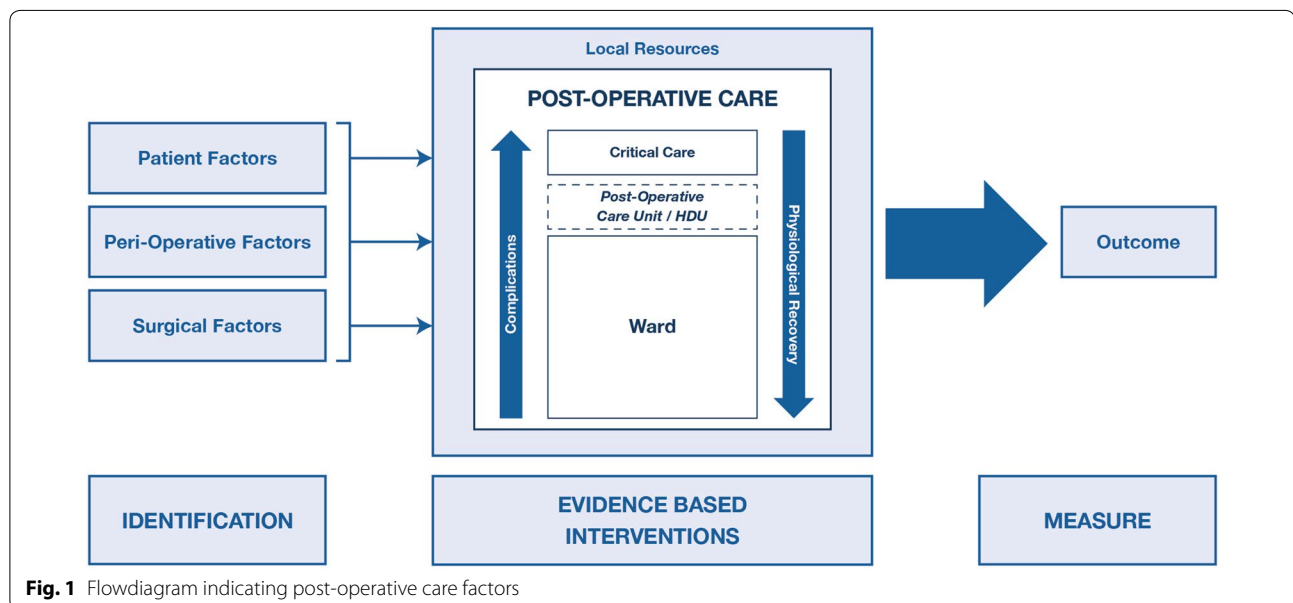 Local Resources
POST-OPERATIVE CARE
Patient Factors
Peri-Operative Factors
Surgical Factors
Complications
Critical Care
Post-Operative
Care Unit / HDU
Ward
Physiological Recovery
Outcome
IDENTIFICATION
EVIDENCE BASED
INTERVENTIONS
MEASURE
Fig. 1 Flowdiagram indicating post-operative care factors